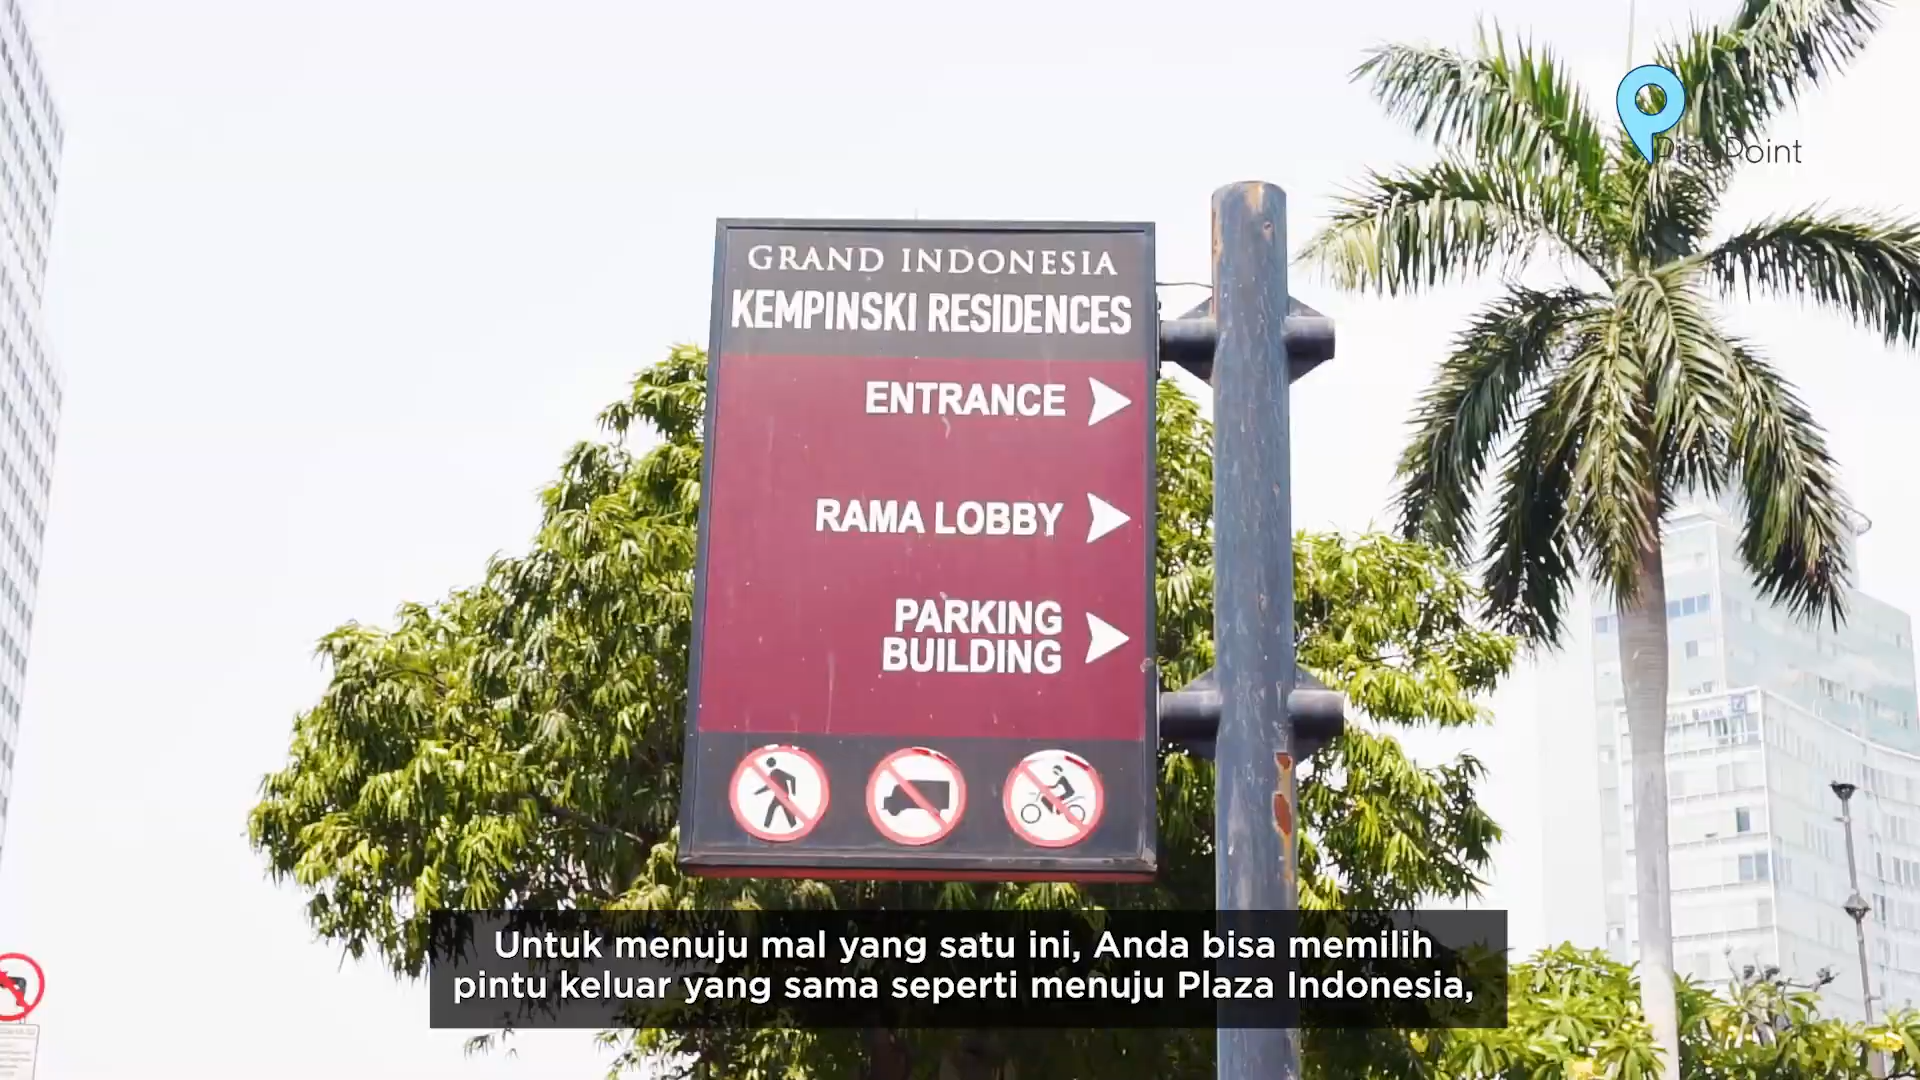 PinPoint
GRAND INDONESIA
KEMPINSKI RESIDENCES
ENTRANCE
RAMA LOBBY
PARKING
BUILDING
Untuk menuju mal yang satu ini, Anda bisa memilih
pintu keluar yang sama seperti menuju Plaza Indonesia,